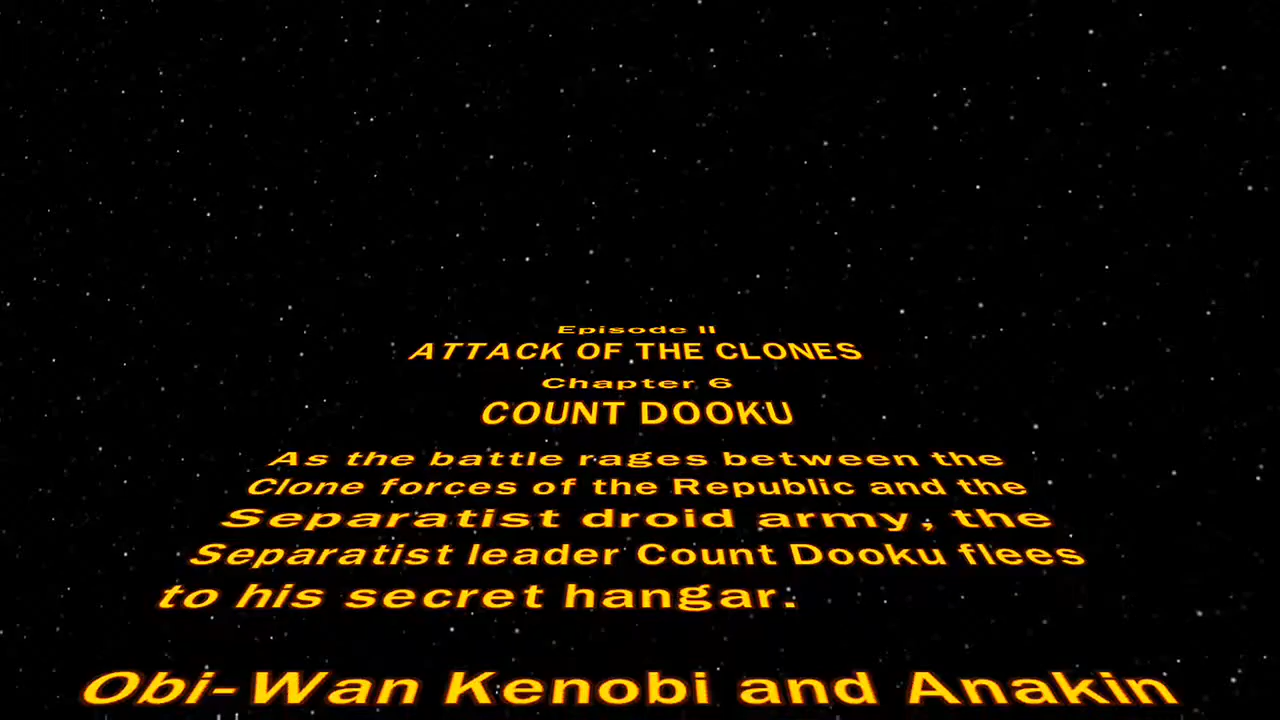 Episode II
ATTACK OF THE CLONES
Chapter 6
COUNT DOOKU
As the battle rages between the
Clone forces of the Republic and the
Separatist droid army, the
Separatist leader Count Dooku flees
to his secret hangar.
Obi-Wan Kenobi and Anakin